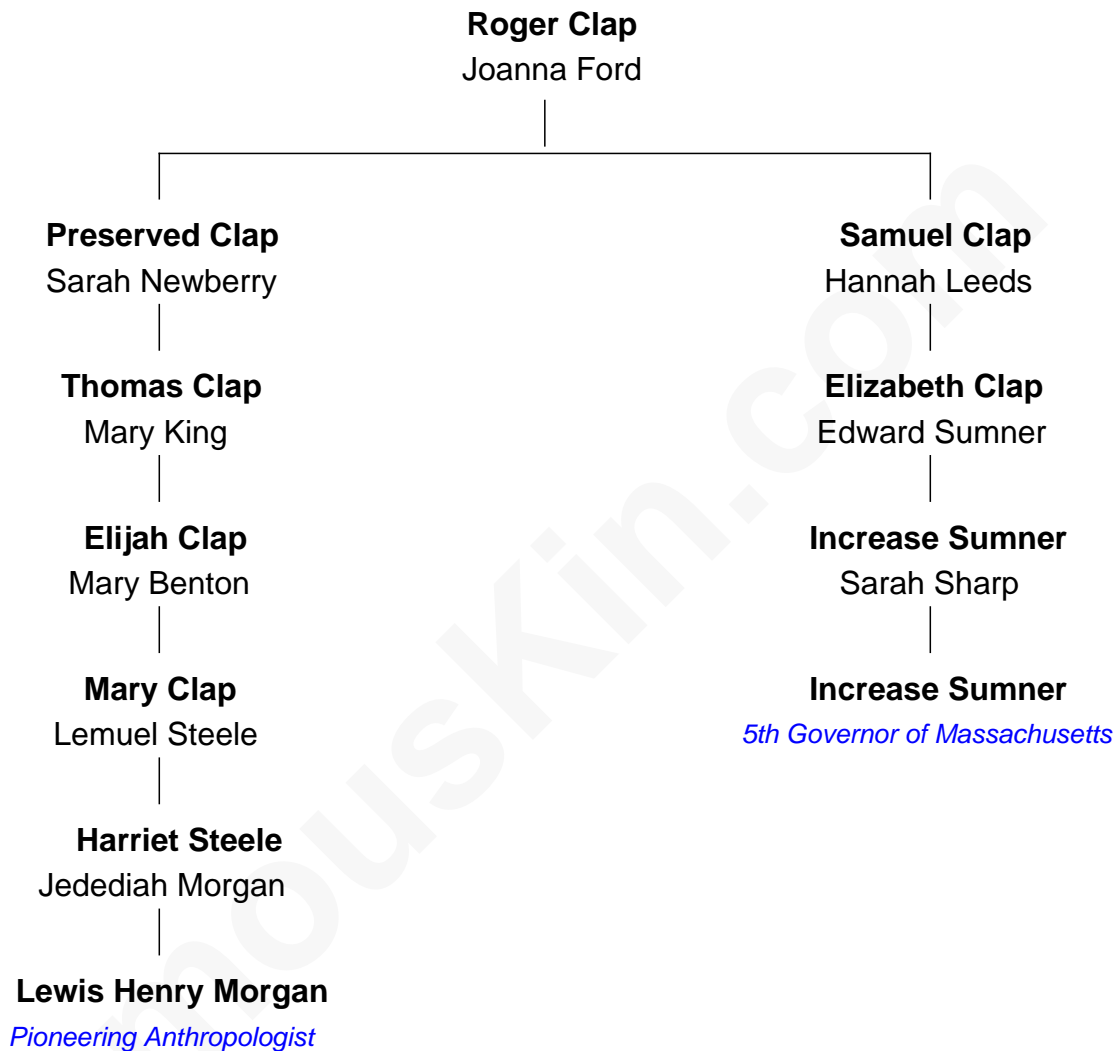 Roger Clap
Joanna Ford
Preserved Clap
Sarah Newberry
Samuel Clap
Hannah Leeds
Thomas Clap
Mary King
Elizabeth Clap
Edward Sumner
Elijah Clap
Mary Benton
Increase Sumner
Sarah Sharp
Mary Clap
Lemuel Steele
Increase Sumner
5th Governor of Massachusetts
Harriet Steele
Jedediah Morgan
Lewis Henry Morgan
Pioneering Anthropologist
mousKin.com